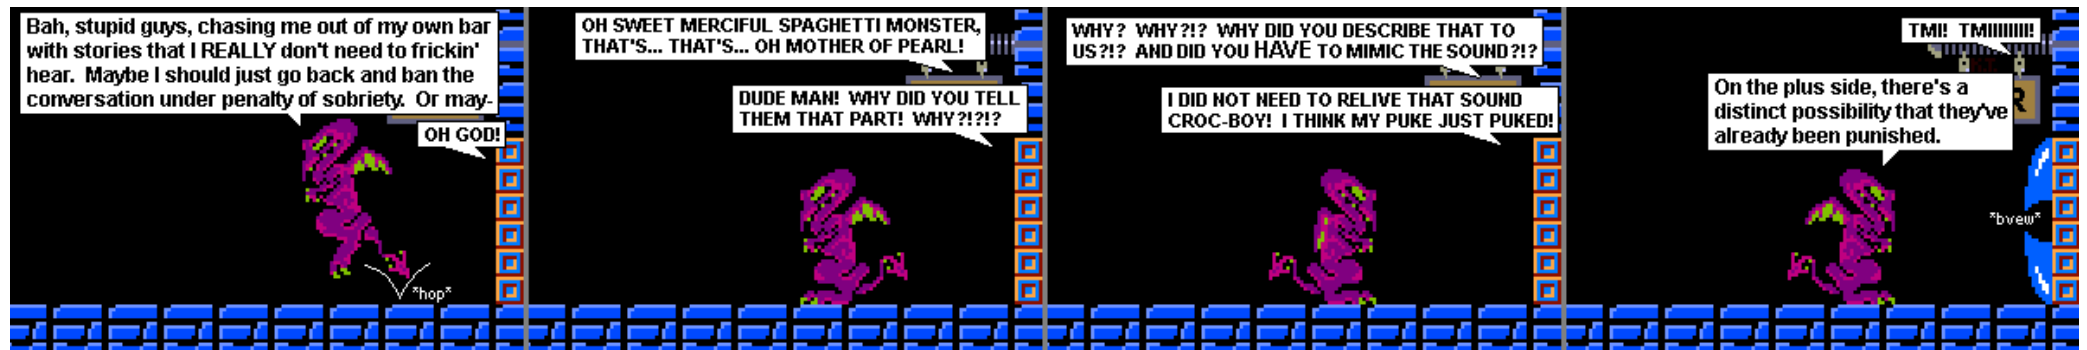 Bah, stupid guys, chasing me out of my own bar
with stories that I REALLY don't need to frickin'
hear.  Maybe I should just go back and ban the
conversation under penalty of sobriety.  Or may-
OH GOD!
*hop*
OH SWEET MERCIFUL SPAGHETTI MONSTER,
THAT'S... THAT'S... OH MOTHER OF PEARL!
DUDE MAN!  WHY DID YOU TELL
THEM THAT PART!  WHY?!?!?
WHY?  WHY?!?  WHY DID YOU DESCRIBE THAT TO
US?!?  AND DID YOU HAVE TO MIMIC THE SOUND?!?
I DID NOT NEED TO RELIVE THAT SOUND
CROC-BOY!  I THINK MY PUKE JUST PUKED!
TMI!  TMIIIIIIIIII!
On the plus side, there's a
distinct possibility that they've
already been punished.
R
*bvew*